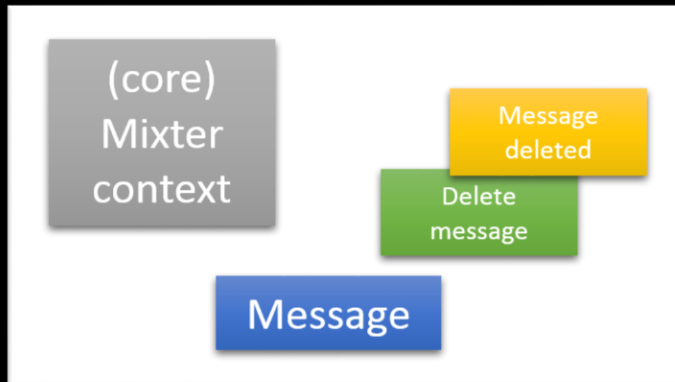 (core)
Mixter
context
Message
deleted
Delete
message
Message